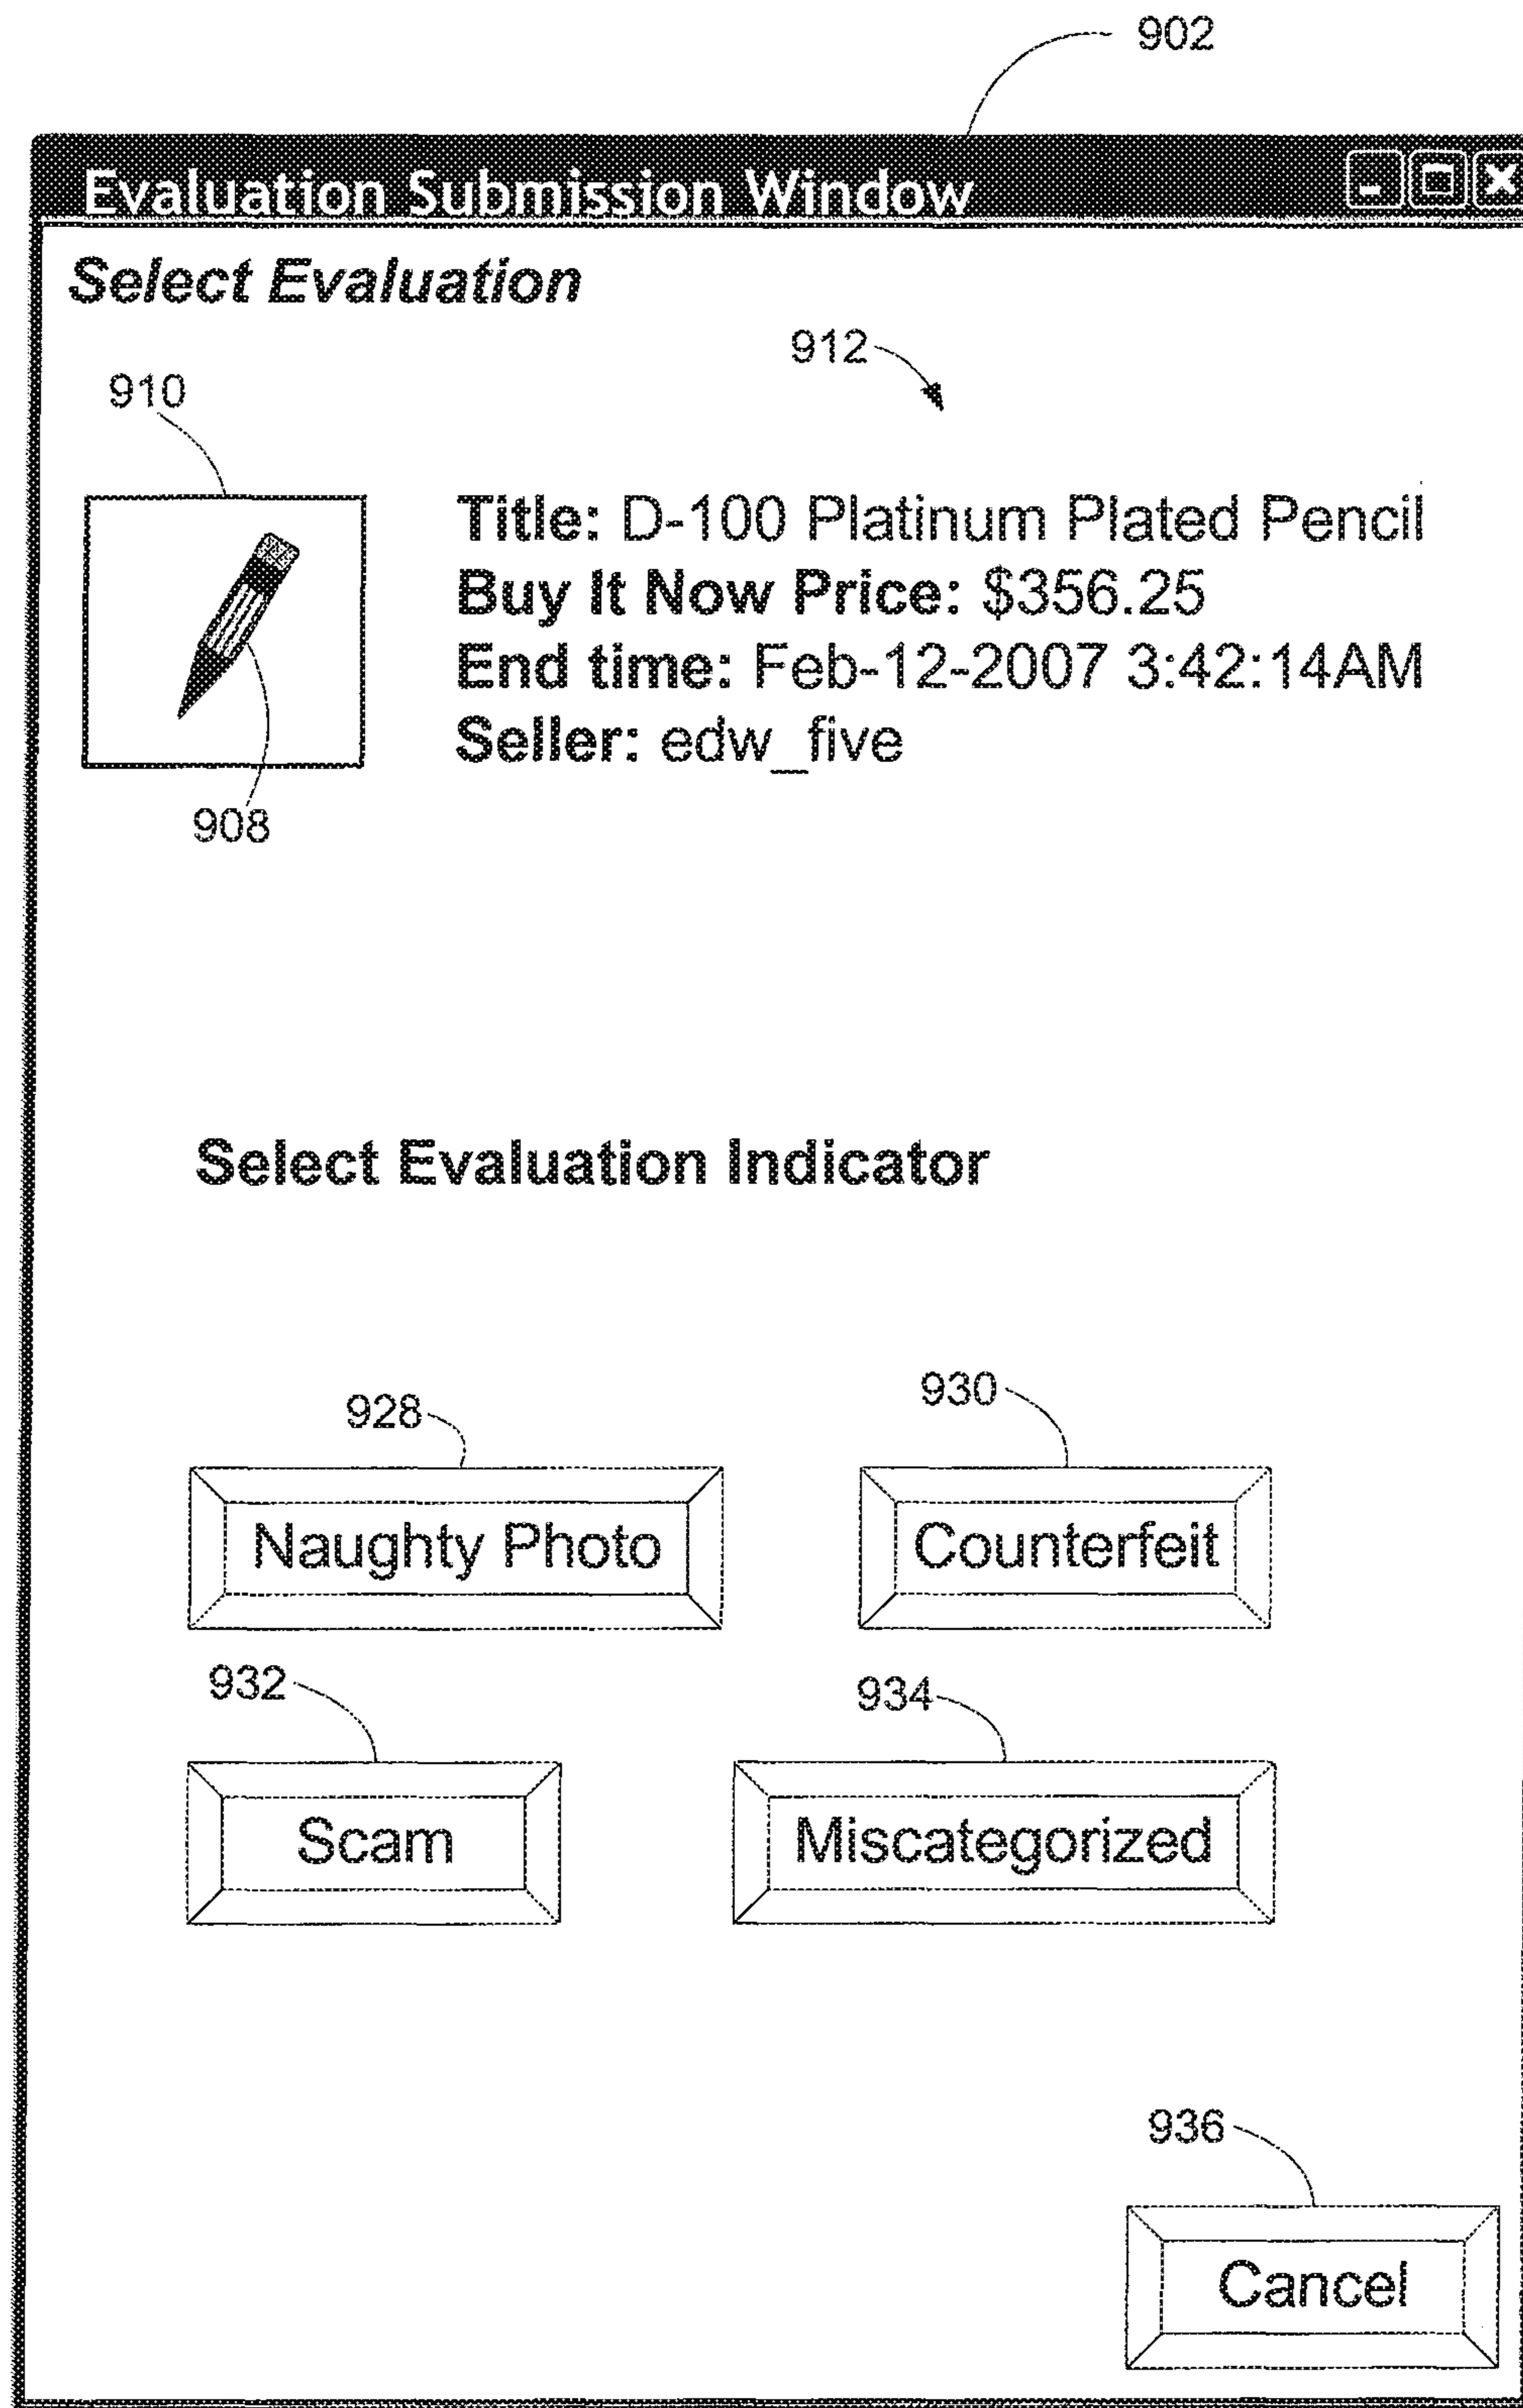 902
Evaluation Submission Window
Select Evaluation
912
910
Title: D-100 Platinum Plated Pencil
Buy It Now Price: $356.25
End time: Feb-12-2007 3:42:14AM
Seller: edw_five
908
Select Evaluation Indicator
928
930
Naughty Photo
Counterfeit
932
934
Scam
Miscategorized
936
Cancel